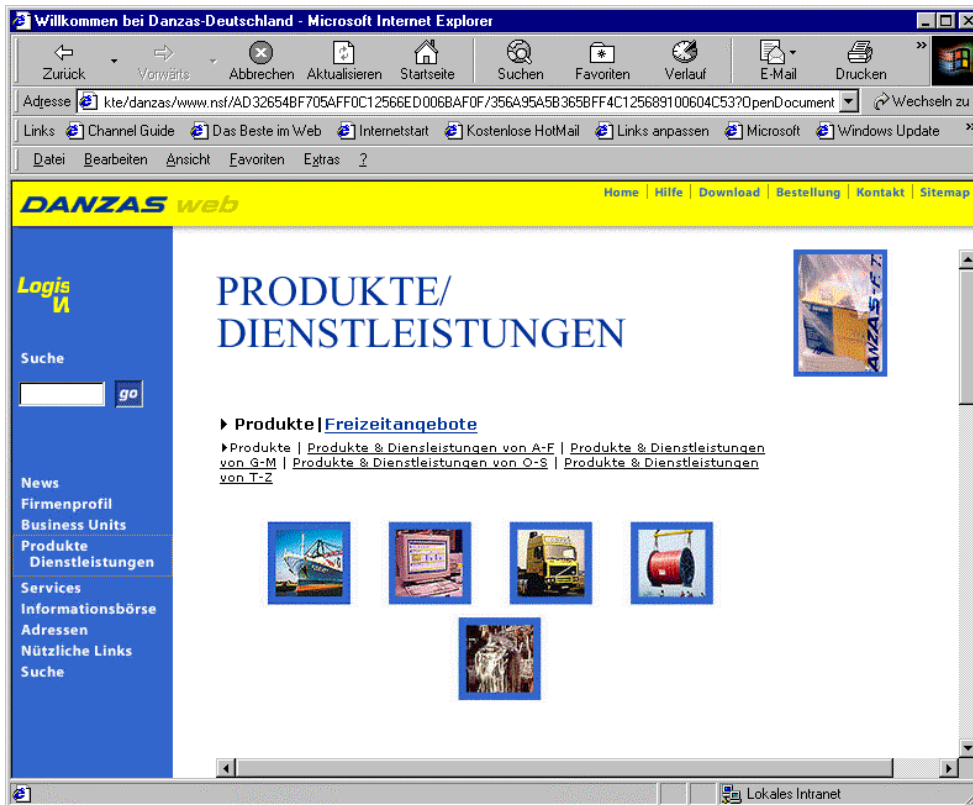 Willkommen bei Danzas-Deutschland - Microsoft Internet Explorer
Zurück Vorwärts Abbrechen Aktualisieren Startseite Suchen Favoriten Verlauf E-Mail Drucken »
Adresse kte/danzas/www.nsf/AD32654BF705AFF0C12566ED006BAF0F/356A95A5B365BFF4C125689100604C53?OpenDocument Wechseln zu
Links Channel Guide Das Beste im Web Internetstart Kostenlose HotMail Links anpassen Microsoft Windows Update »
Datei Bearbeiten Ansicht Favoriten Extras ?
DANZAS web
Home | Hilfe | Download | Bestellung | Kontakt | Sitemap
Logis
PRODUKTE/
DIENSTLEISTUNGEN
DANZAS-F.T.
Suche
go
Produkte|Freizeitangebote
Produkte | Produkte & Diensleistungen von A-F | Produkte & Dienstleistungen
von G-M | Produkte & Dienstleistungen von O-S | Produkte & Dienstleistungen
von T-Z
News
Firmenprofil
Business Units
Produkte
Dienstleistungen
Services
Informationsbörse
Adressen
Nützliche Links
Suche
Lokales Intranet